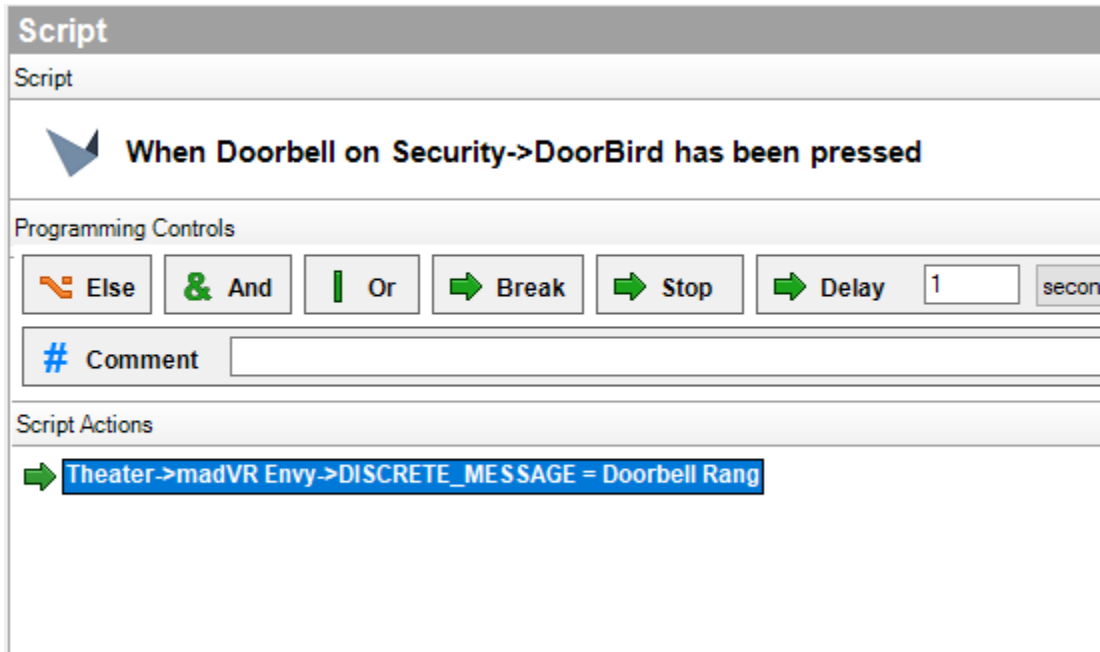 Script
Script
When Doorbell on Security->DoorBird has been pressed
Programming Controls
Else And Or Break Stop Delay 1 secon
# Comment
Script Actions
Theater->madVR Envy->DISCRETE_MESSAGE = Doorbell Rang